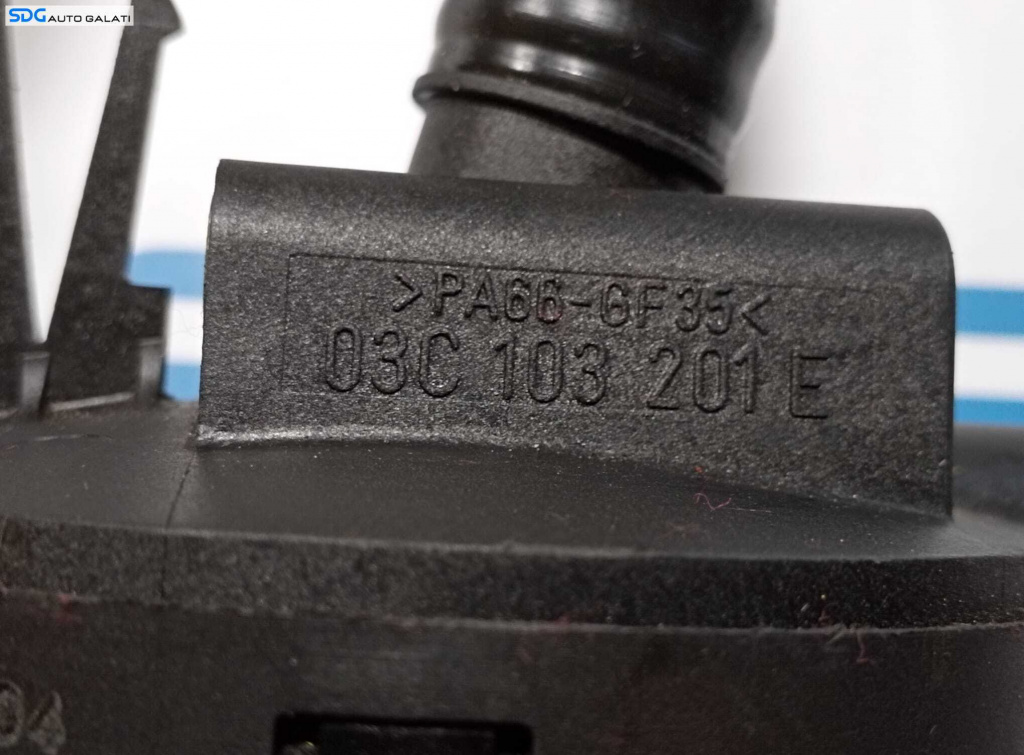 SDG AUTO GALATI
>PA66-GF35<
03C 103 201 E